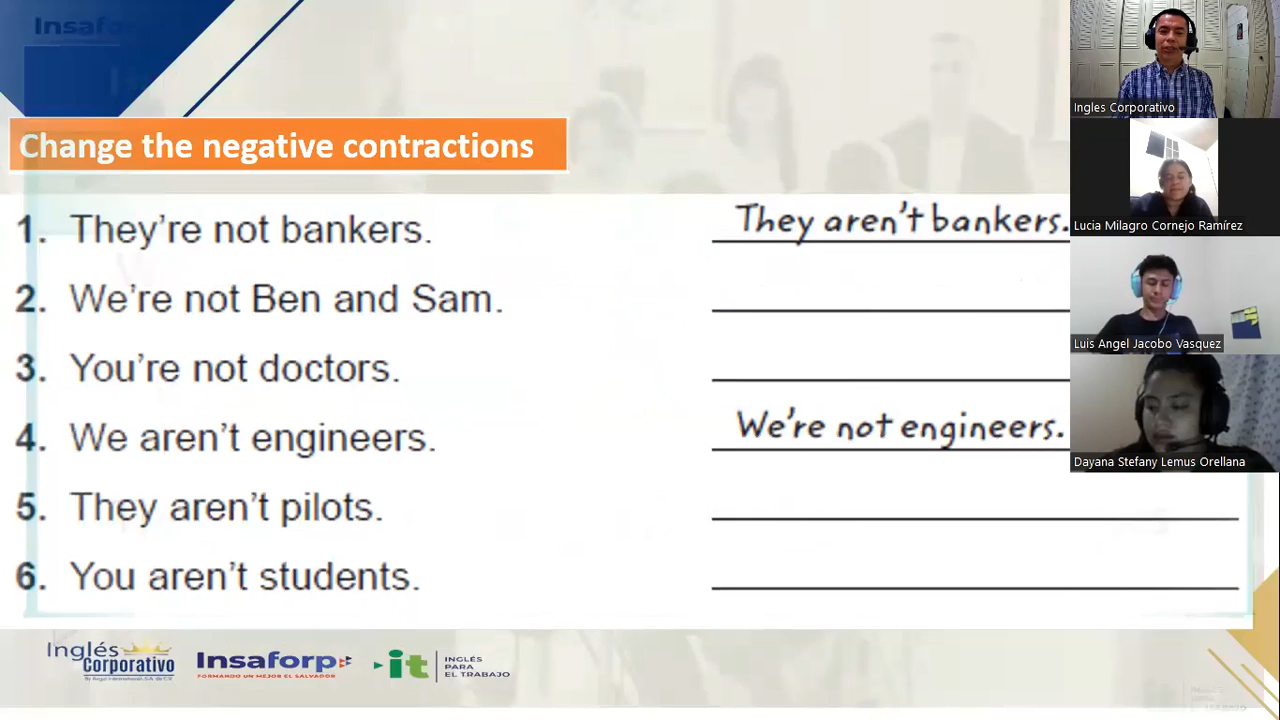 Insafor
Change the negative contractions
1. They're not bankers. They aren't bankers.
2. We're not Ben and Sam.
3. You're not doctors.
4. We aren't engineers. We're not engineers.
5. They aren't pilots.
6. You aren't students.
Ingles Corporativo
Lucia Milagro Cornejo Ramírez
Luis Angel Jacobo Vasquez
Dayana Stefany Lemus Orellana
Inglés
Corporativo
Insaforp
FORMANDO UN MEJOR EL SALVADOR
it
INGLÉS
PARA
EL TRABAJO